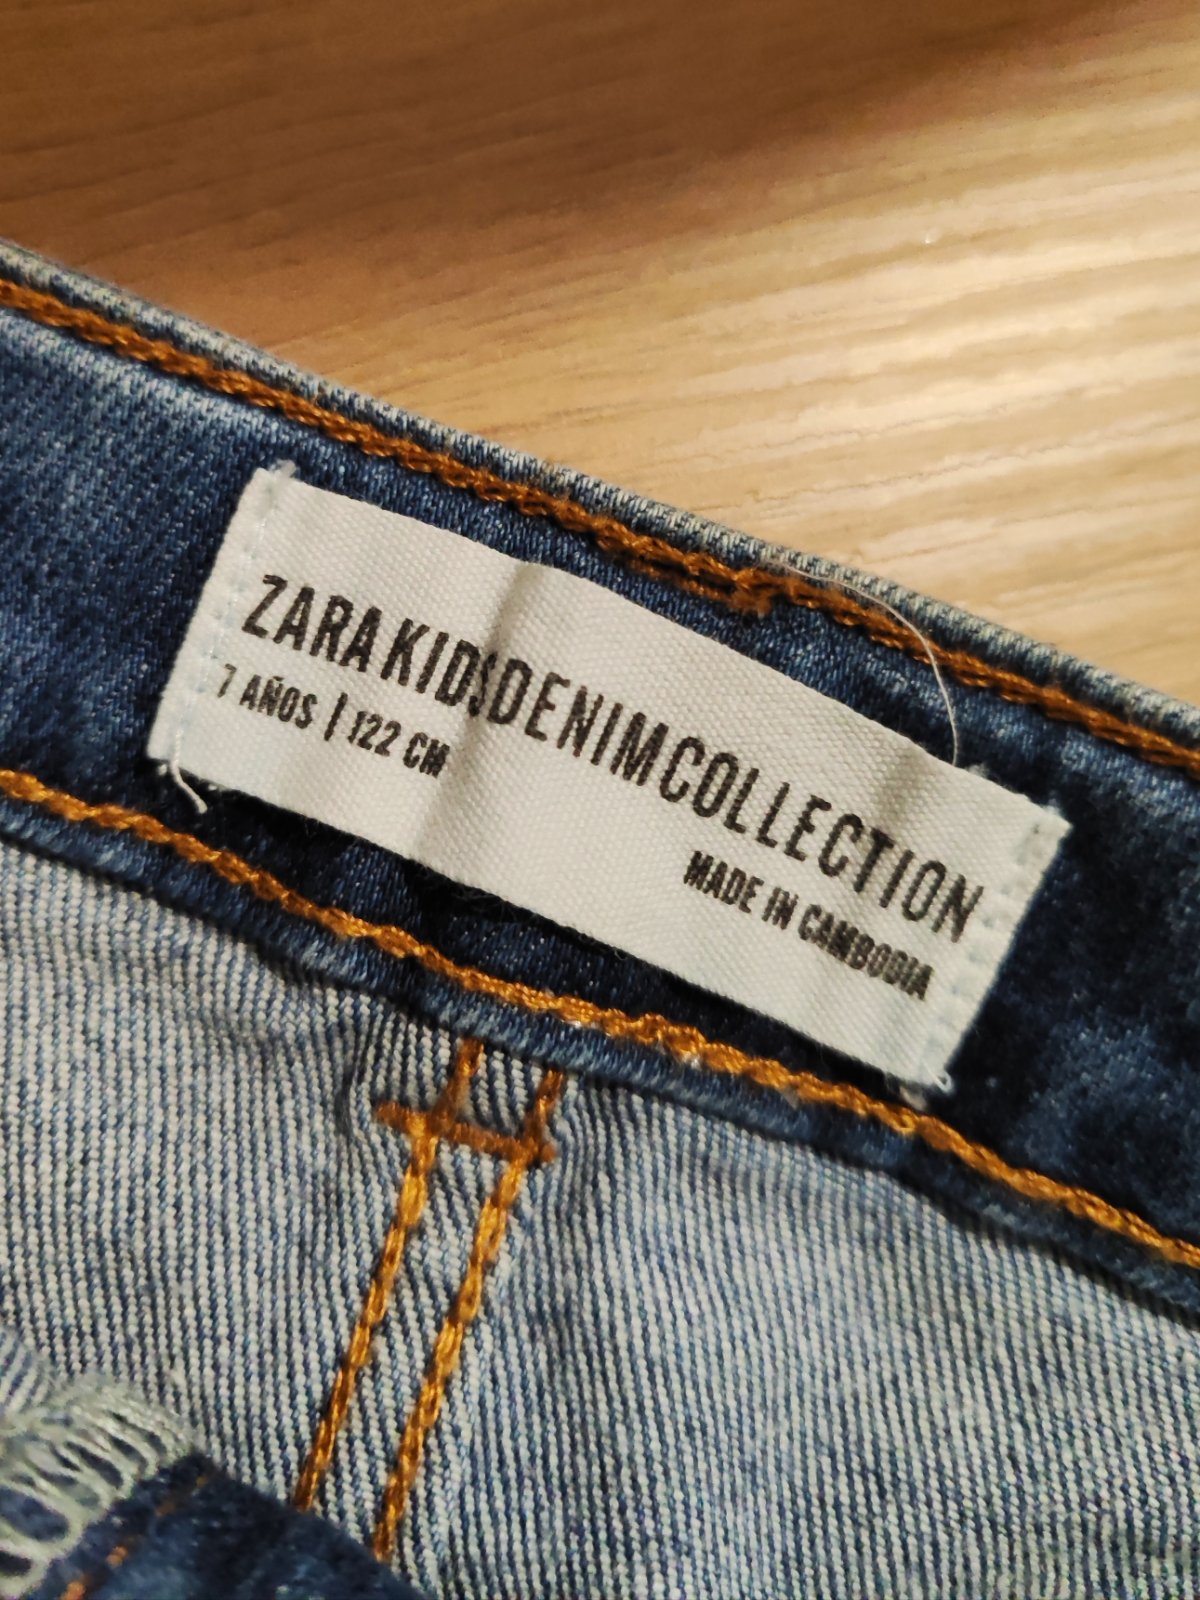 ZARA KIDS DENIM COLLECTION
7 AÑOS | 122 CM
MADE IN CAMBODIA